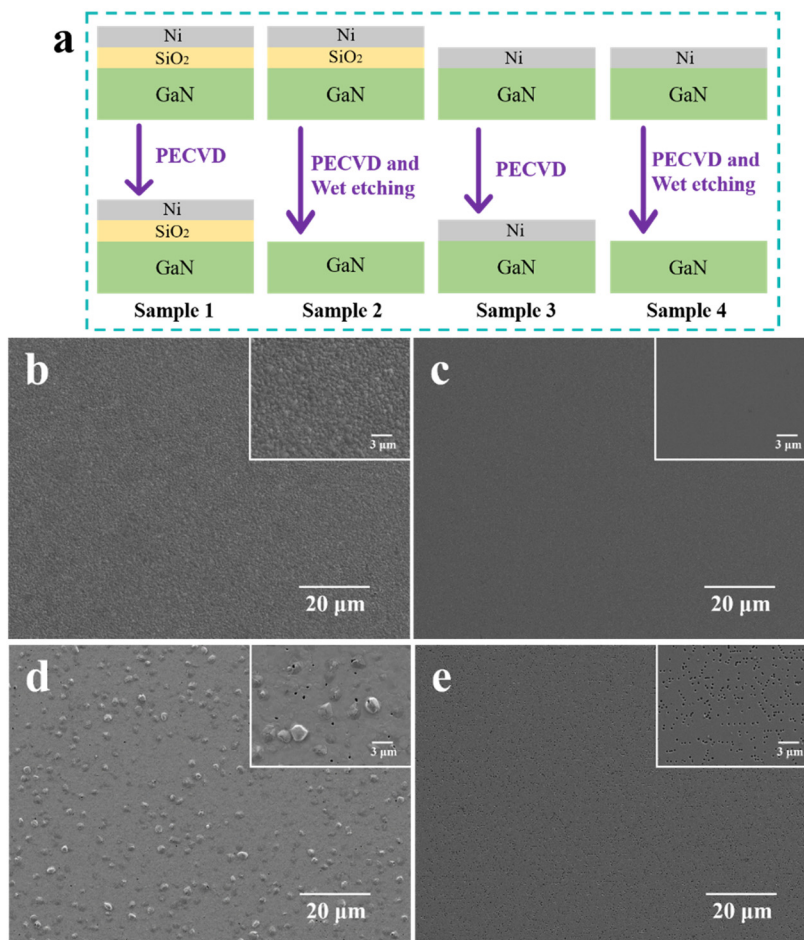 a
Ni Ni
SiO₂ SiO₂ Ni Ni
GaN GaN GaN GaN
PECVD PECVD and Wet etching PECVD PECVD and Wet etching
Ni
SiO₂ Ni
GaN GaN GaN GaN
Sample 1 Sample 2 Sample 3 Sample 4
b 3 μm 20 μm
c 3 μm 20 μm
d 3 μm 20 μm
e 3 μm 20 μm